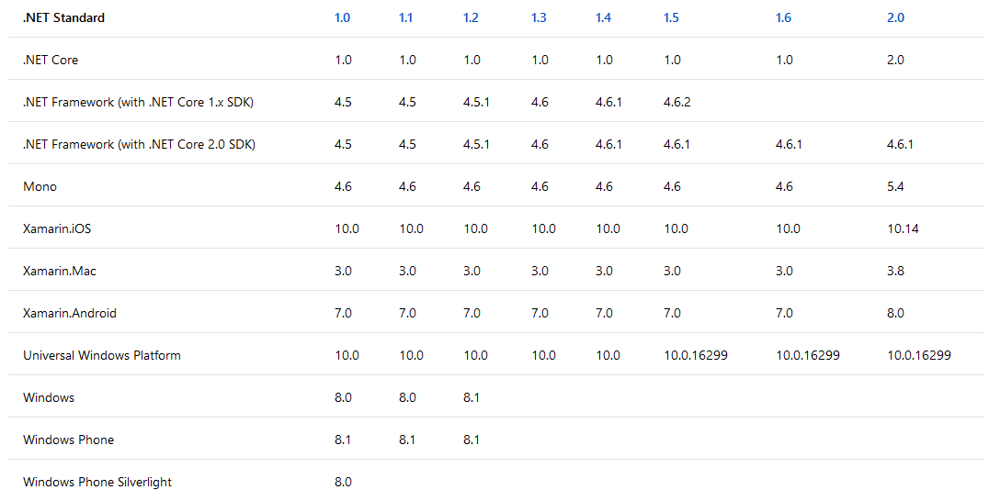 .NET Standard 1.0 1.1 1.2 1.3 1.4 1.5 1.6 2.0
.NET Core 1.0 1.0 1.0 1.0 1.0 1.0 1.0 2.0
.NET Framework (with .NET Core 1.x SDK) 4.5 4.5 4.5.1 4.6 4.6.1 4.6.2
.NET Framework (with .NET Core 2.0 SDK) 4.5 4.5 4.5.1 4.6 4.6.1 4.6.1 4.6.1 4.6.1
Mono 4.6 4.6 4.6 4.6 4.6 4.6 4.6 5.4
Xamarin.iOS 10.0 10.0 10.0 10.0 10.0 10.0 10.0 10.14
Xamarin.Mac 3.0 3.0 3.0 3.0 3.0 3.0 3.0 3.8
Xamarin.Android 7.0 7.0 7.0 7.0 7.0 7.0 7.0 8.0
Universal Windows Platform 10.0 10.0 10.0 10.0 10.0 10.0.16299 10.0.16299 10.0.16299
Windows 8.0 8.0 8.1
Windows Phone 8.1 8.1 8.1
Windows Phone Silverlight 8.0